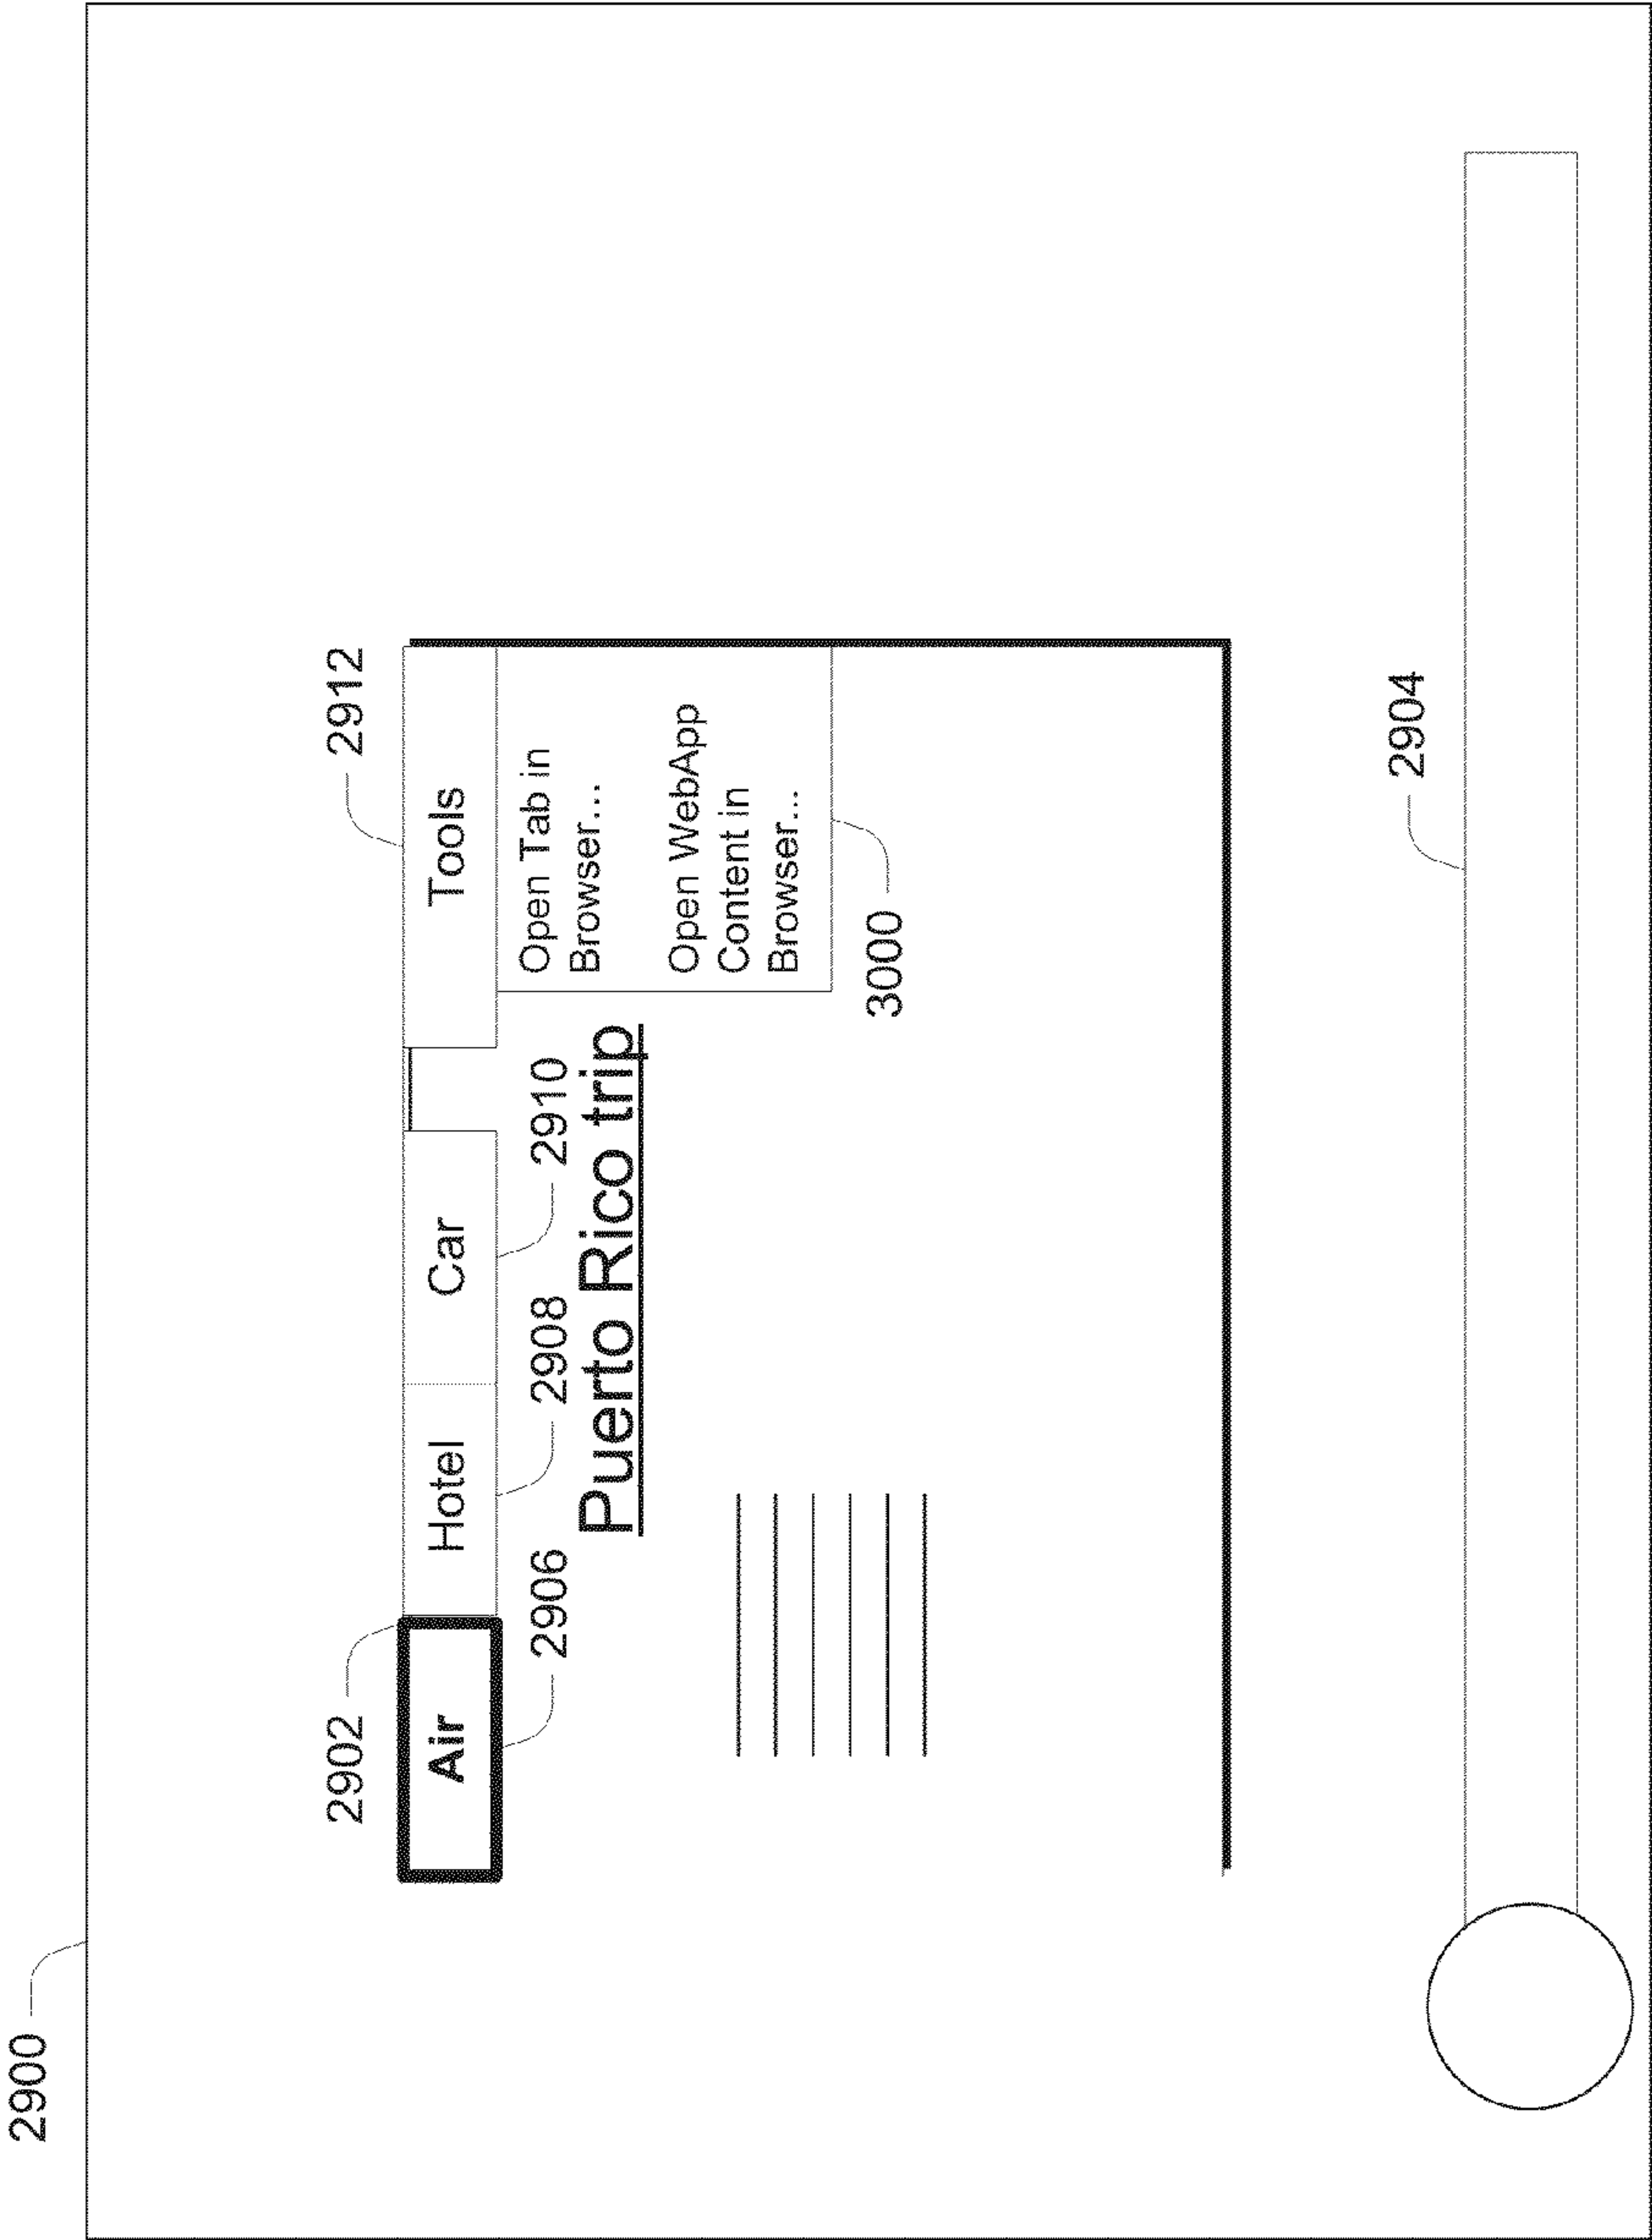 2900
2902
2912
Air
Hotel
Car
Tools
2906
2908
2910
Open Tab in
Browser...
Puerto Rico trip
Open WebApp
Content in
Browser...
3000
2904